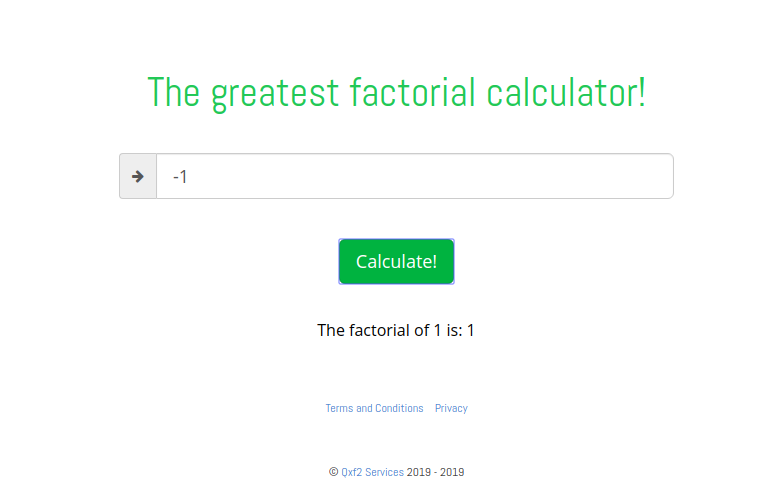 The greatest factorial calculator!
-1
Calculate!
The factorial of 1 is: 1
Terms and Conditions Privacy
© Qxf2 Services 2019 - 2019